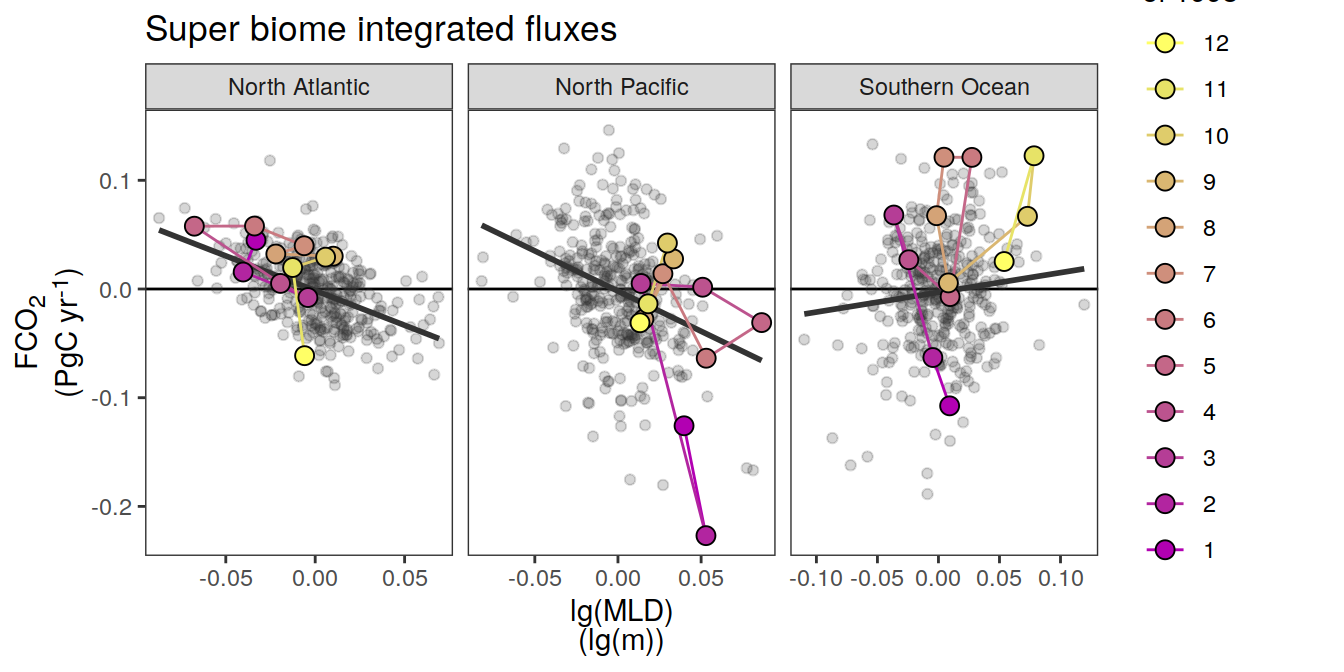 Super biome integrated fluxes
North Atlantic
North Pacific
Southern Ocean
0.1
0.0
-0.1
-0.2
FCO2
(PgC yr-1)
-0.05 0.00 0.05
-0.05 0.00 0.05
-0.10 -0.05 0.00 0.05 0.10
lg(MLD)
(lg(m))
12
11
10
9
8
7
6
5
4
3
2
1